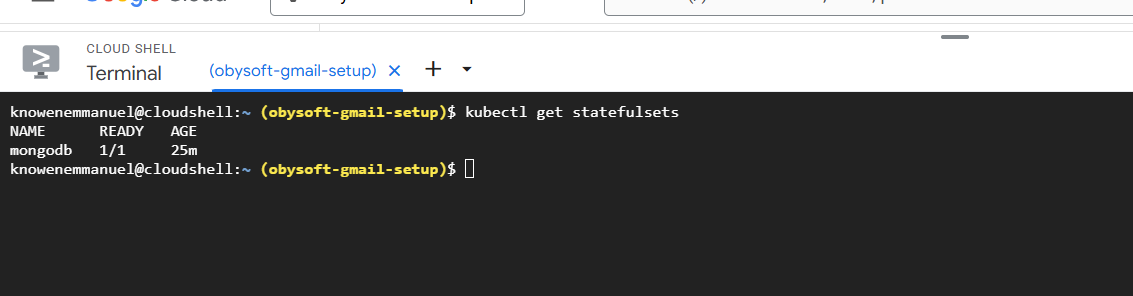 CLOUD SHELL
Terminal
(obysoft-gmail-setup)
knowenemmanuel@cloudshell:~ (obysoft-gmail-setup)$ kubectl get statefulsets
NAME      READY   AGE
mongodb   1/1     25m
knowenemmanuel@cloudshell:~ (obysoft-gmail-setup)$